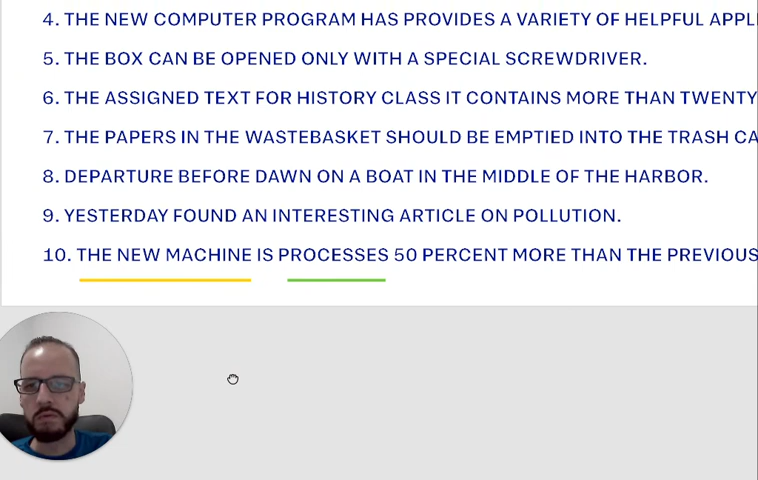 4. THE NEW COMPUTER PROGRAM HAS PROVIDES A VARIETY OF HELPFUL
5. THE BOX CAN BE OPENED ONLY WITH A SPECIAL SCREWDRIVER.
6. THE ASSIGNED TEXT FOR HISTORY CLASS IT CONTAINS MORE THAN TWENTY
7. THE PAPERS IN THE WASTEBASKET SHOULD BE EMPTIED INTO THE TRASH
8. DEPARTURE BEFORE DAWN ON A BOAT IN THE MIDDLE OF THE HARBOR.
9. YESTERDAY FOUND AN INTERESTING ARTICLE ON POLLUTION.
10. THE NEW MACHINE IS PROCESSES 50 PERCENT MORE THAN THE PREVIOUS